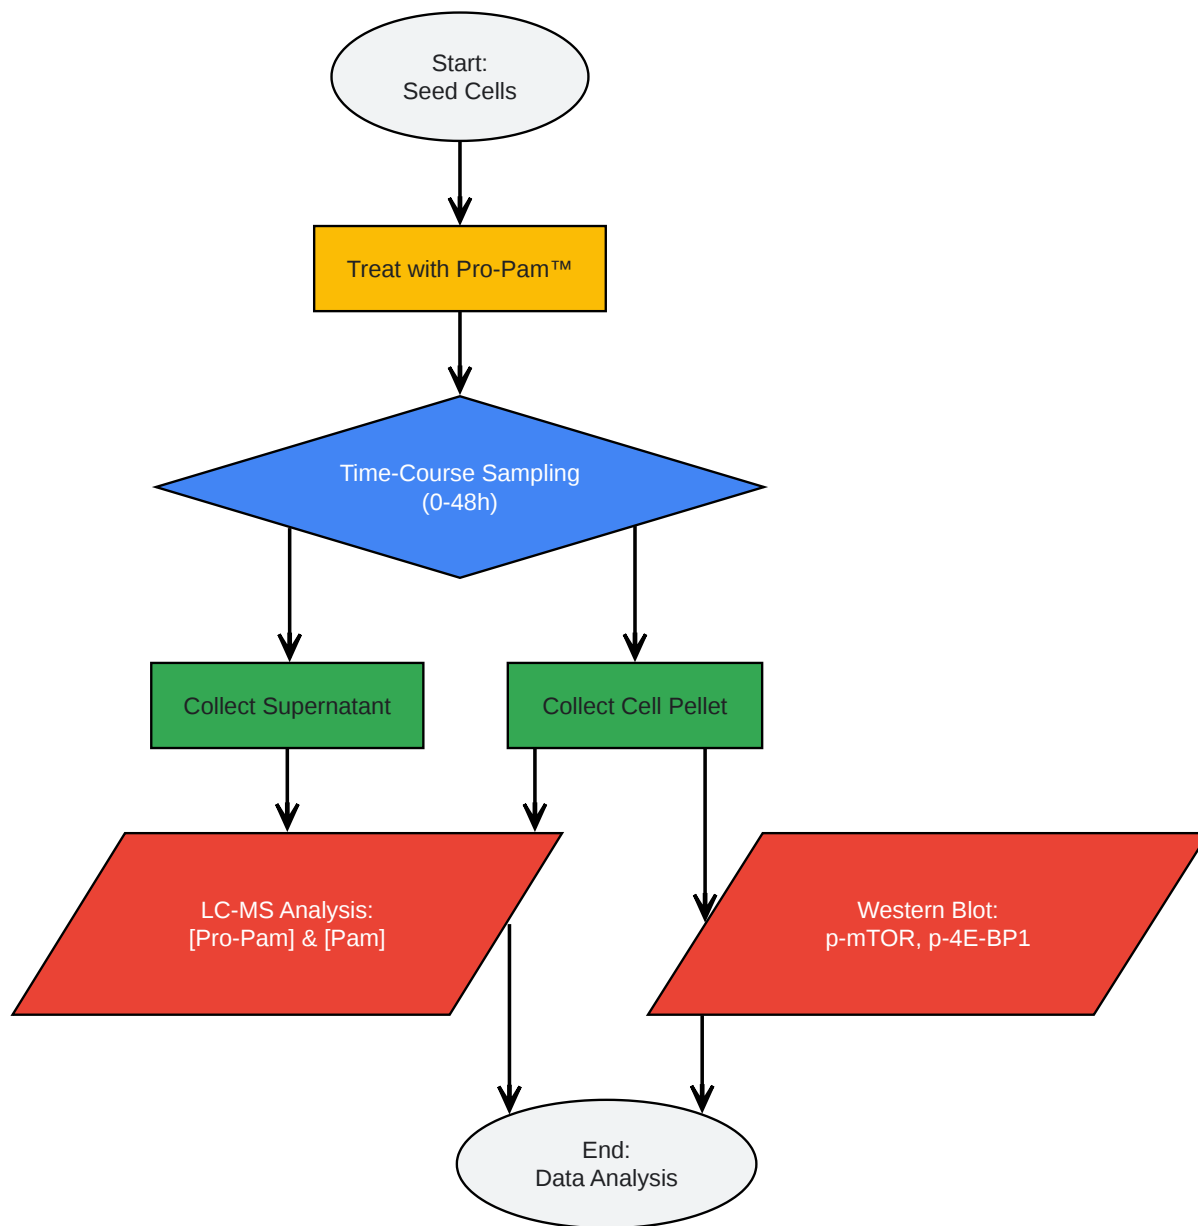 Start:
Seed Cells
Treat with Pro-Pam™
Time-Course Sampling
(0-48h)
Collect Supernatant
Collect Cell Pellet
LC-MS Analysis:
[Pro-Pam] & [Pam]
Western Blot:
p-mTOR, p-4E-BP1
End:
Data Analysis